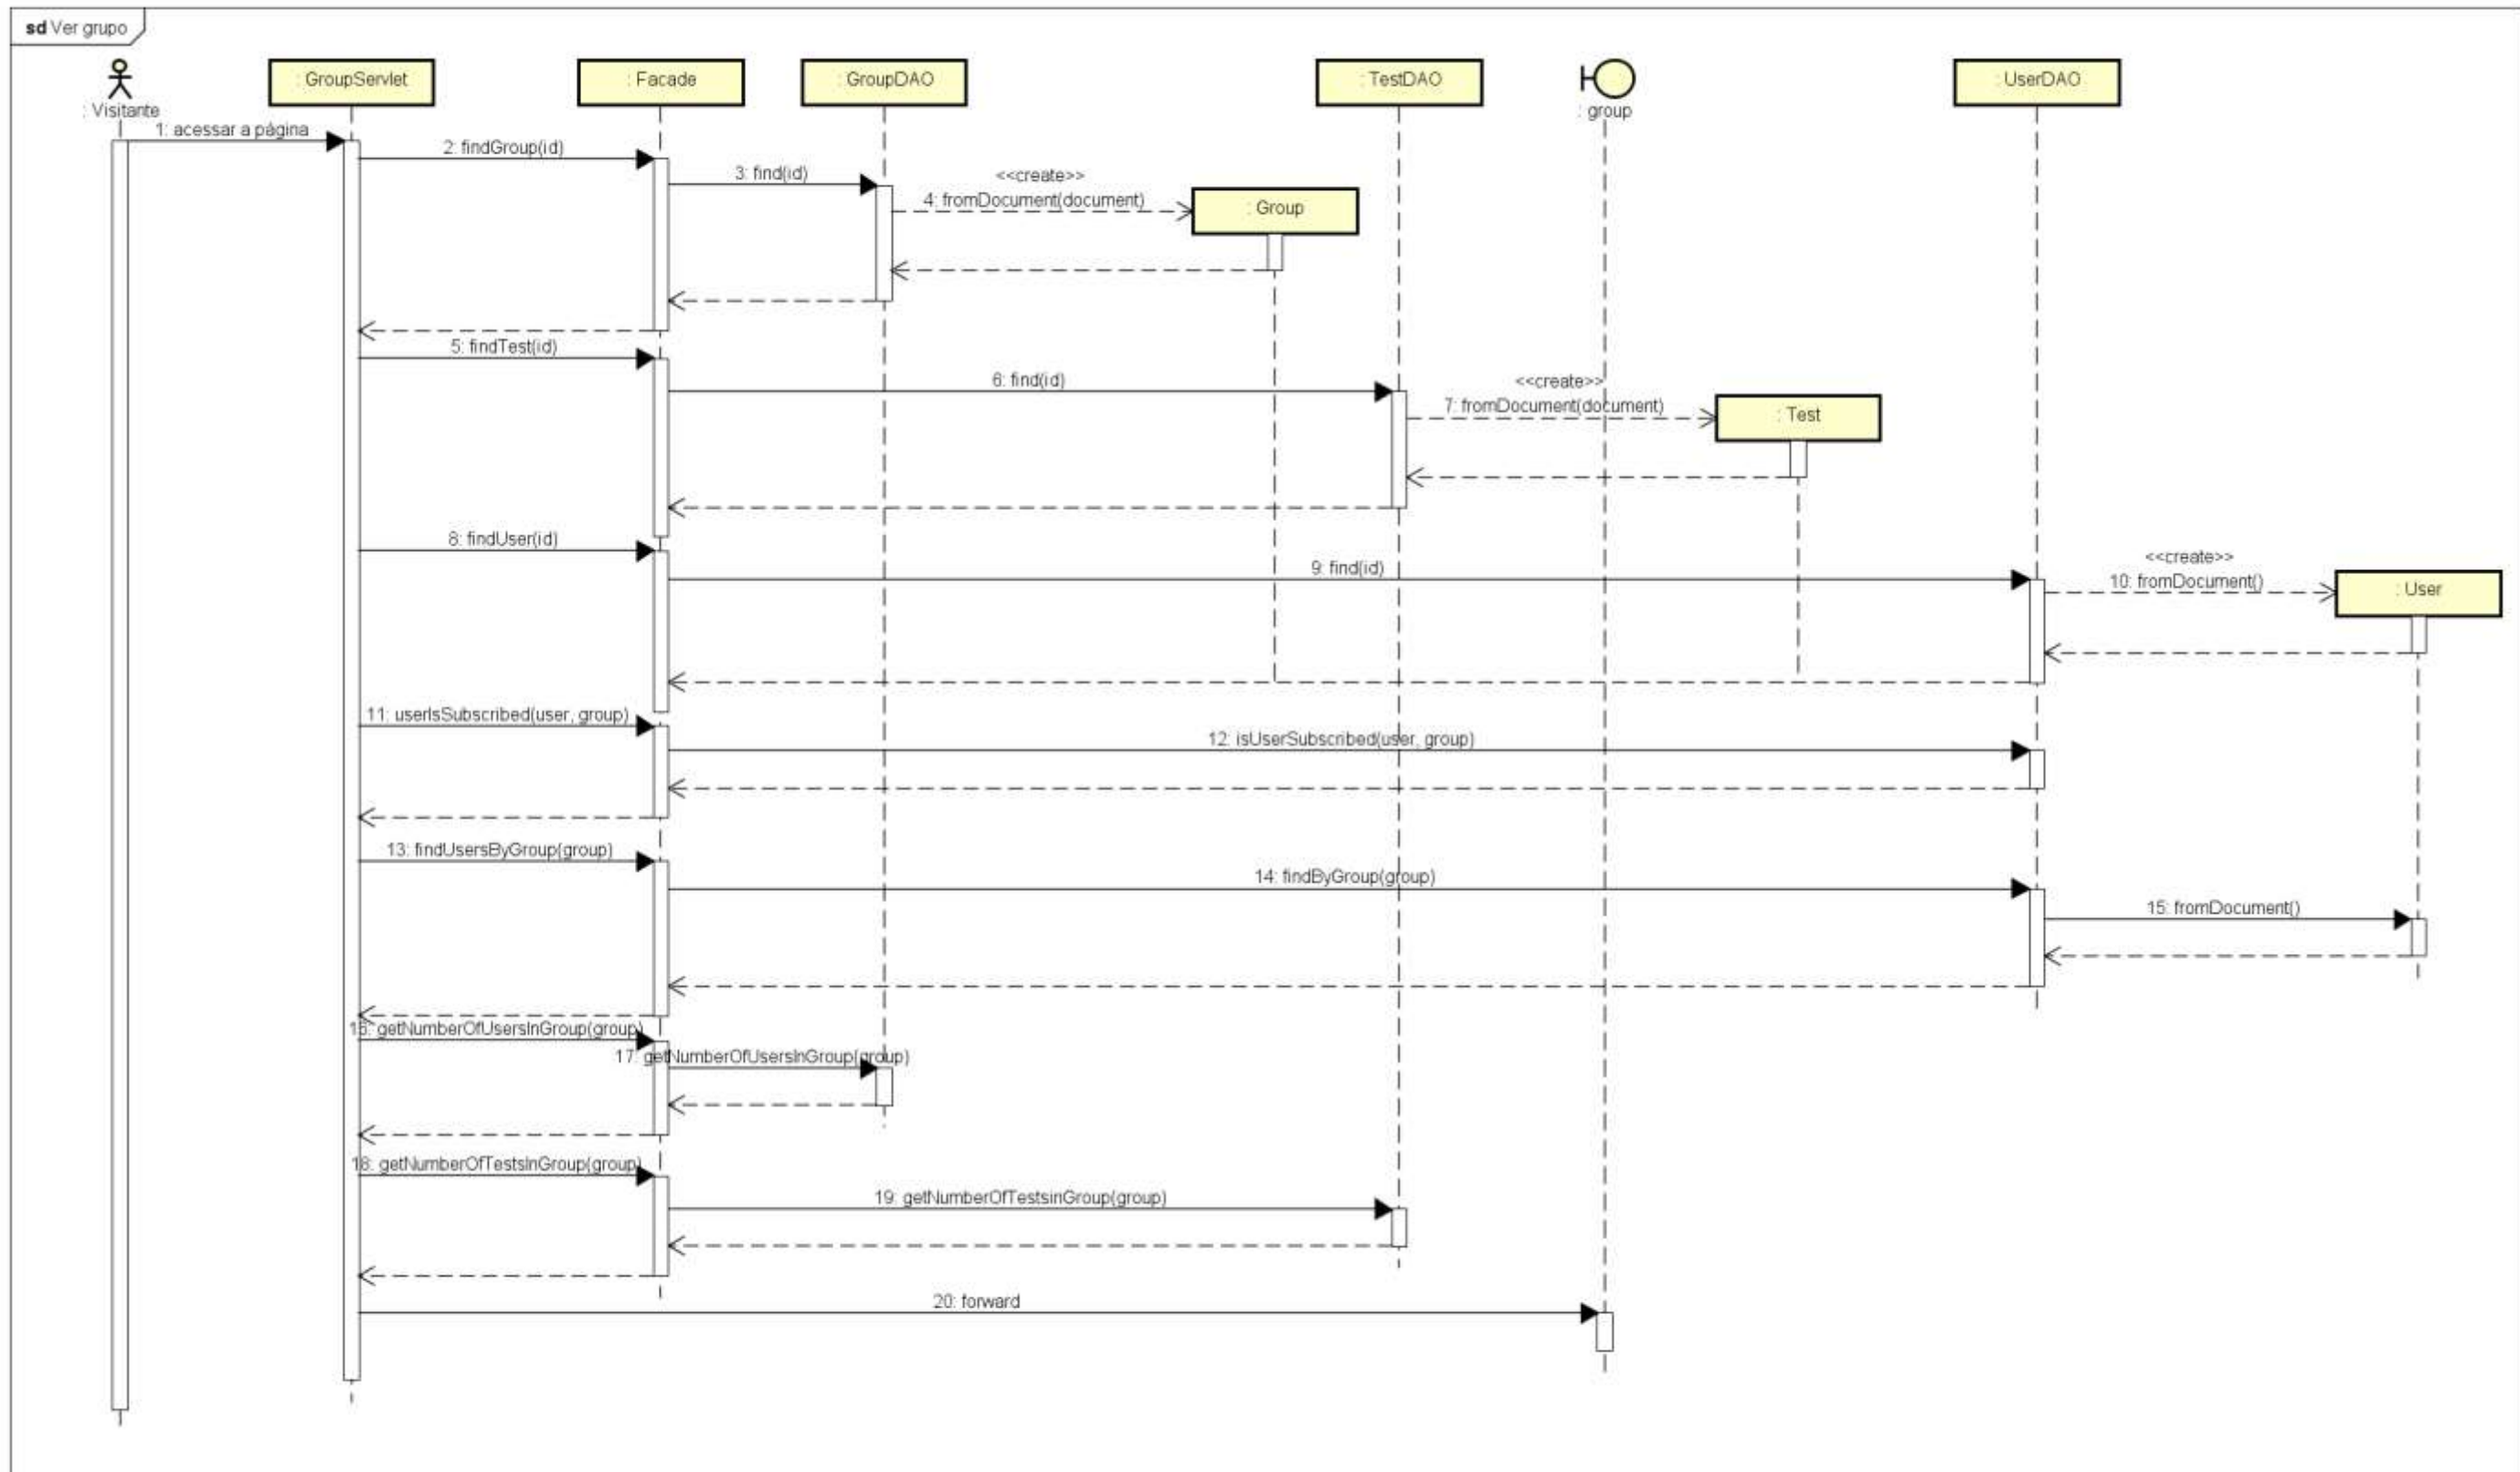 sd Ver grupo
: GroupServlet
: Facade
: GroupDAO
: TestDAO
: UserDAO
: Visitante
: group
1: acessar a página
2: findGroup(id)
3: find(id)
<<create>>
4: fromDocument(document)
: Group
5: findTest(id)
6: find(id)
<<create>>
7: fromDocument(document)
: Test
8: findUser(id)
9: find(id)
<<create>>
10: fromDocument()
: User
11: userIsSubscribed(user, group)
12: isUserSubscribed(user, group)
13: findUsersByGroup(group)
14: findByGroup(group)
15: fromDocument()
16: getNumberOfUsersInGroup(group)
17: getNumberOfUsersInGroup(group)
18: getNumberOfTestsInGroup(group)
19: getNumberOfTestsinGroup(group)
20: forward